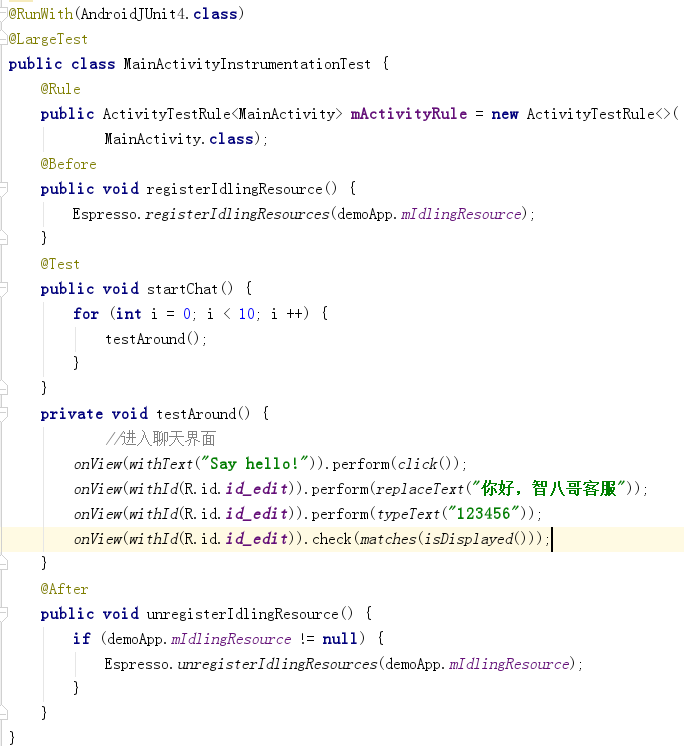 @RunWith(AndroidJUnit4.class)
@LargeTest
public class MainActivityInstrumentationTest {
@Rule
public ActivityTestRule<MainActivity> mActivityRule = new ActivityTestRule<>(
MainActivity.class);
@Before
public void registerIdlingResource() {
Espresso.registerIdlingResources(demoApp.mIdlingResource);
}
@Test
public void startChat() {
for (int i = 0; i < 10; i ++) {
testAround();
}
}
private void testAround() {
//进入聊天界面
onView(withText("Say hello!")).perform(click());
onView(withId(R.id.id_edit)).perform(replaceText("你好，智八哥客服"));
onView(withId(R.id.id_edit)).perform(typeText("123456"));
onView(withId(R.id.id_edit)).check(matches(isDisplayed()));
}
@After
public void unregisterIdlingResource() {
if (demoApp.mIdlingResource != null) {
Espresso.unregisterIdlingResources(demoApp.mIdlingResource);
}
}
}